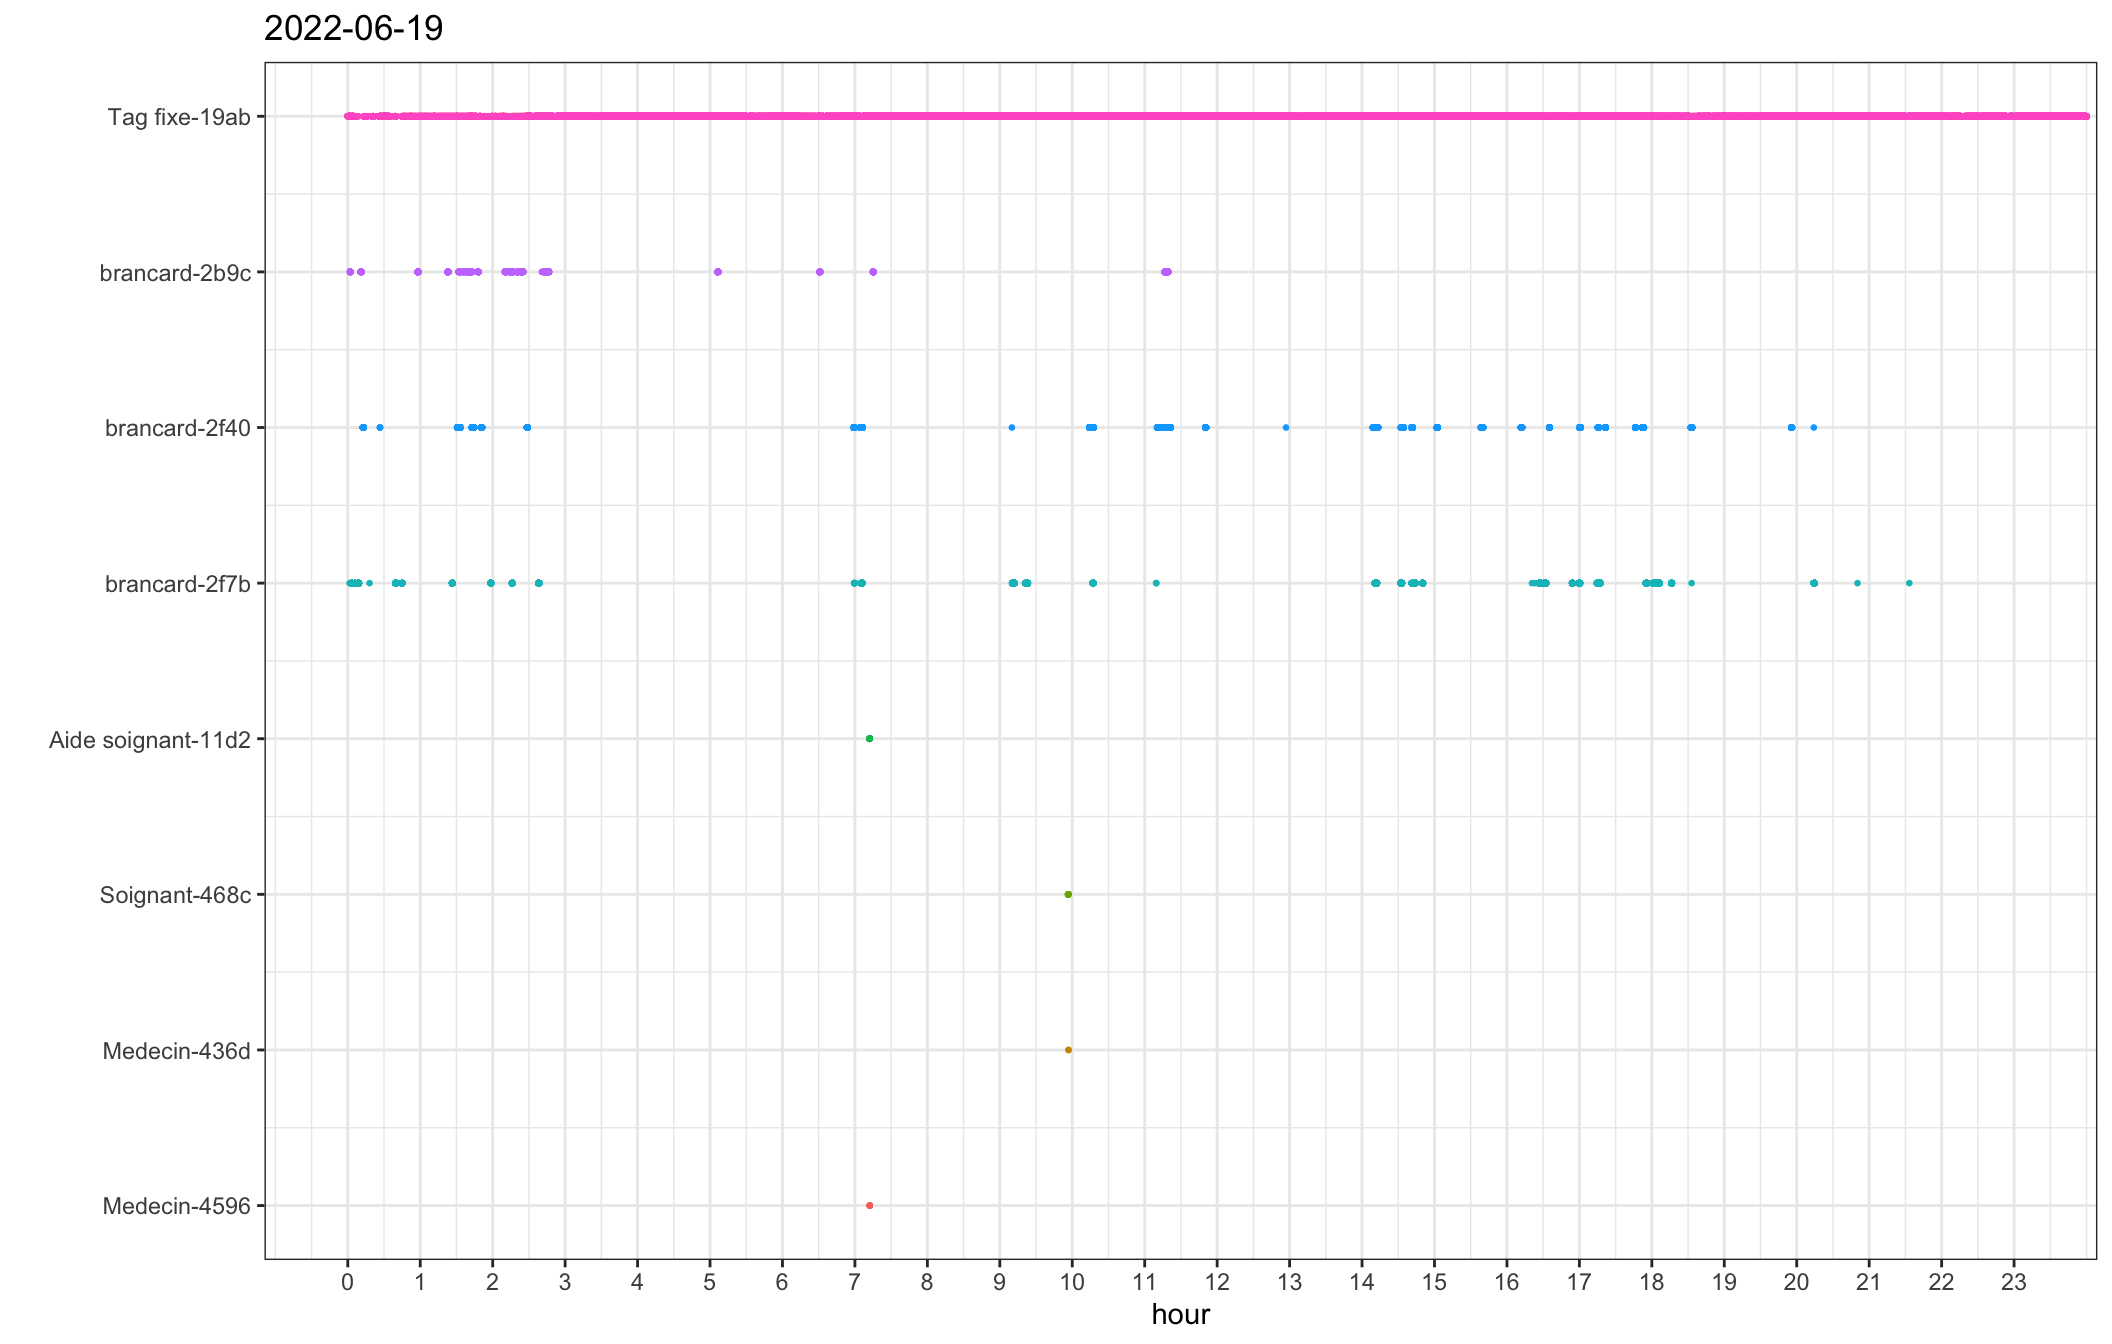 2022-06-19
Tag fixe-19ab
brancard-2b9c
brancard-2f40
brancard-2f7b
Aide soignant-11d2
Soignant-468c
Medecin-436d
Medecin-4596
0 1 2 3 4 5 6 7 8 9 10 11 12 13 14 15 16 17 18 19 20 21 22 23
hour